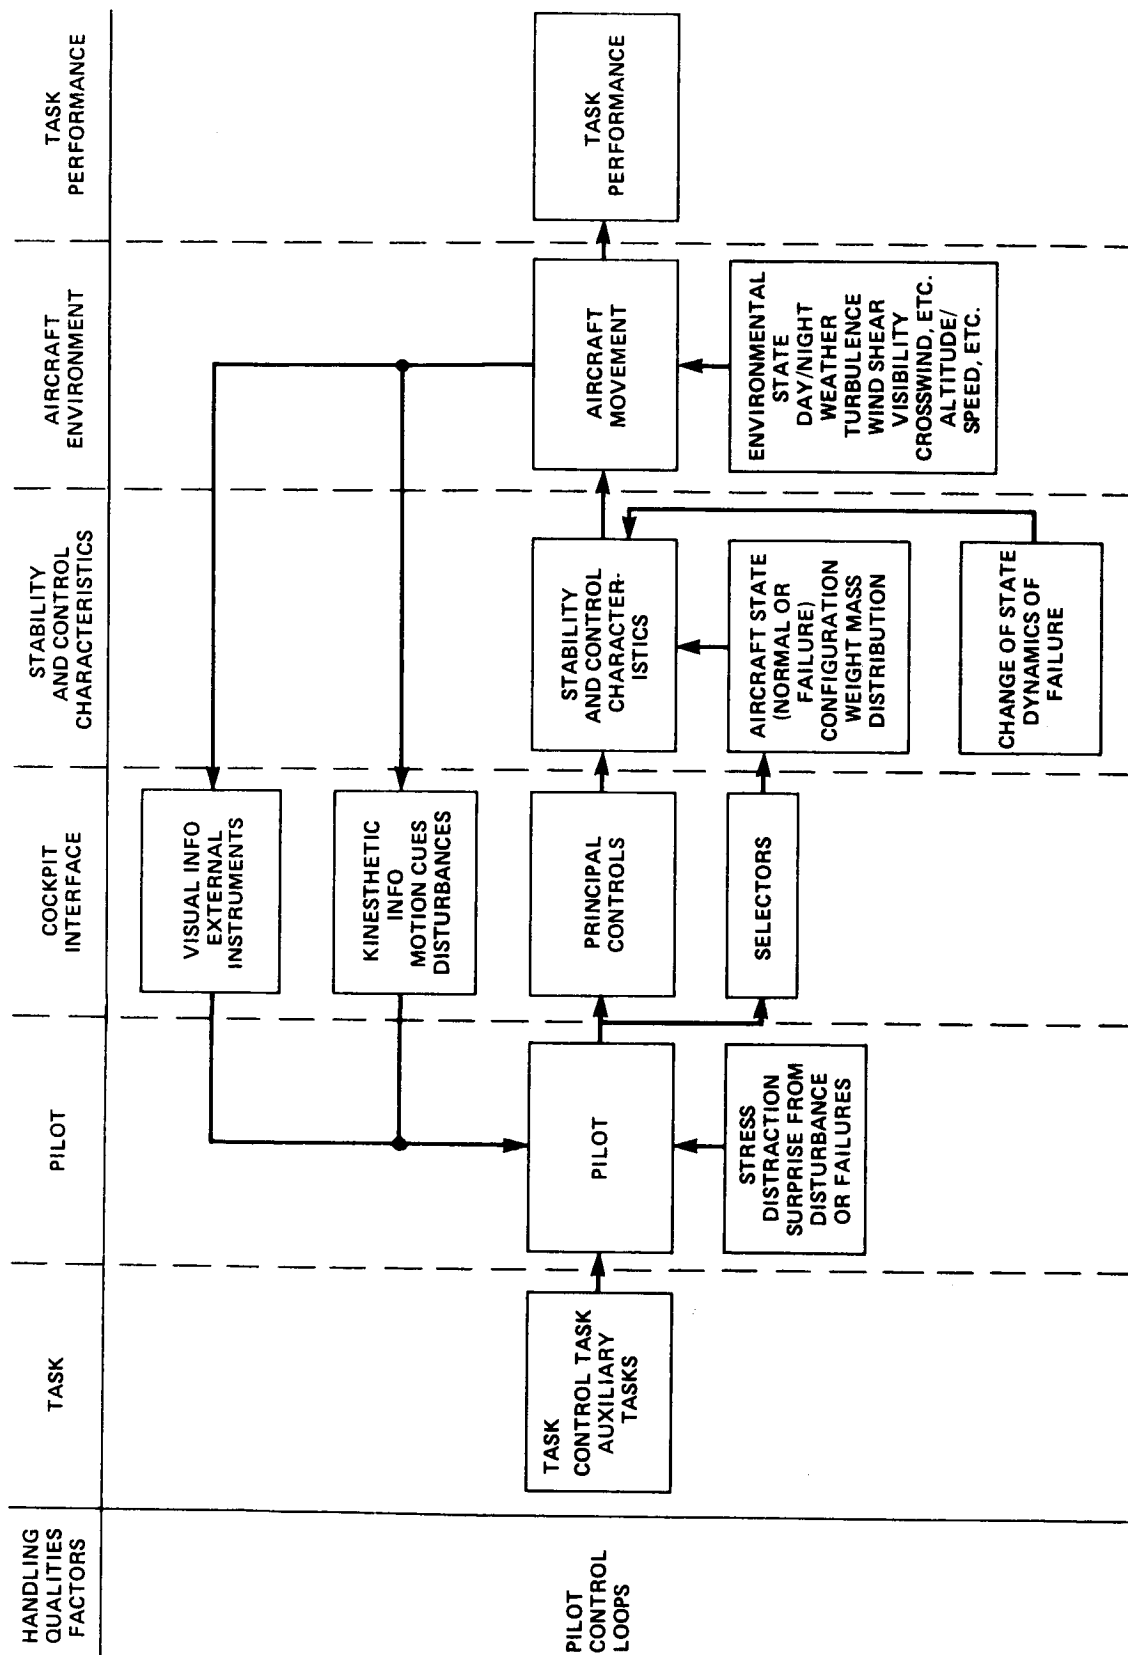 HANDLING
QUALITIES
FACTORS
TASK
PILOT
COCKPIT
INTERFACE
STABILITY
AND CONTROL
CHARACTERISTICS
AIRCRAFT
ENVIRONMENT
TASK
PERFORMANCE
PILOT
CONTROL
LOOPS
VISUAL INFO
EXTERNAL
INSTRUMENTS
KINESTHETIC
INFO
MOTION CUES
DISTURBANCES
TASK
CONTROL TASK
AUXILIARY
TASKS
PILOT
PRINCIPAL
CONTROLS
STABILITY
AND CONTROL
CHARACTER-
ISTICS
AIRCRAFT
MOVEMENT
TASK
PERFORMANCE
STRESS
DISTRACTION
SURPRISE FROM
DISTURBANCE
OR FAILURES
SELECTORS
AIRCRAFT STATE
(NORMAL OR
FAILURE)
CONFIGURATION
WEIGHT MASS
DISTRIBUTION
ENVIRONMENTAL
STATE
DAY/NIGHT
WEATHER
TURBULENCE
WIND SHEAR
VISIBILITY
CROSSWIND, ETC.
ALTITUDE/
SPEED, ETC.
CHANGE OF STATE
DYNAMICS OF
FAILURE